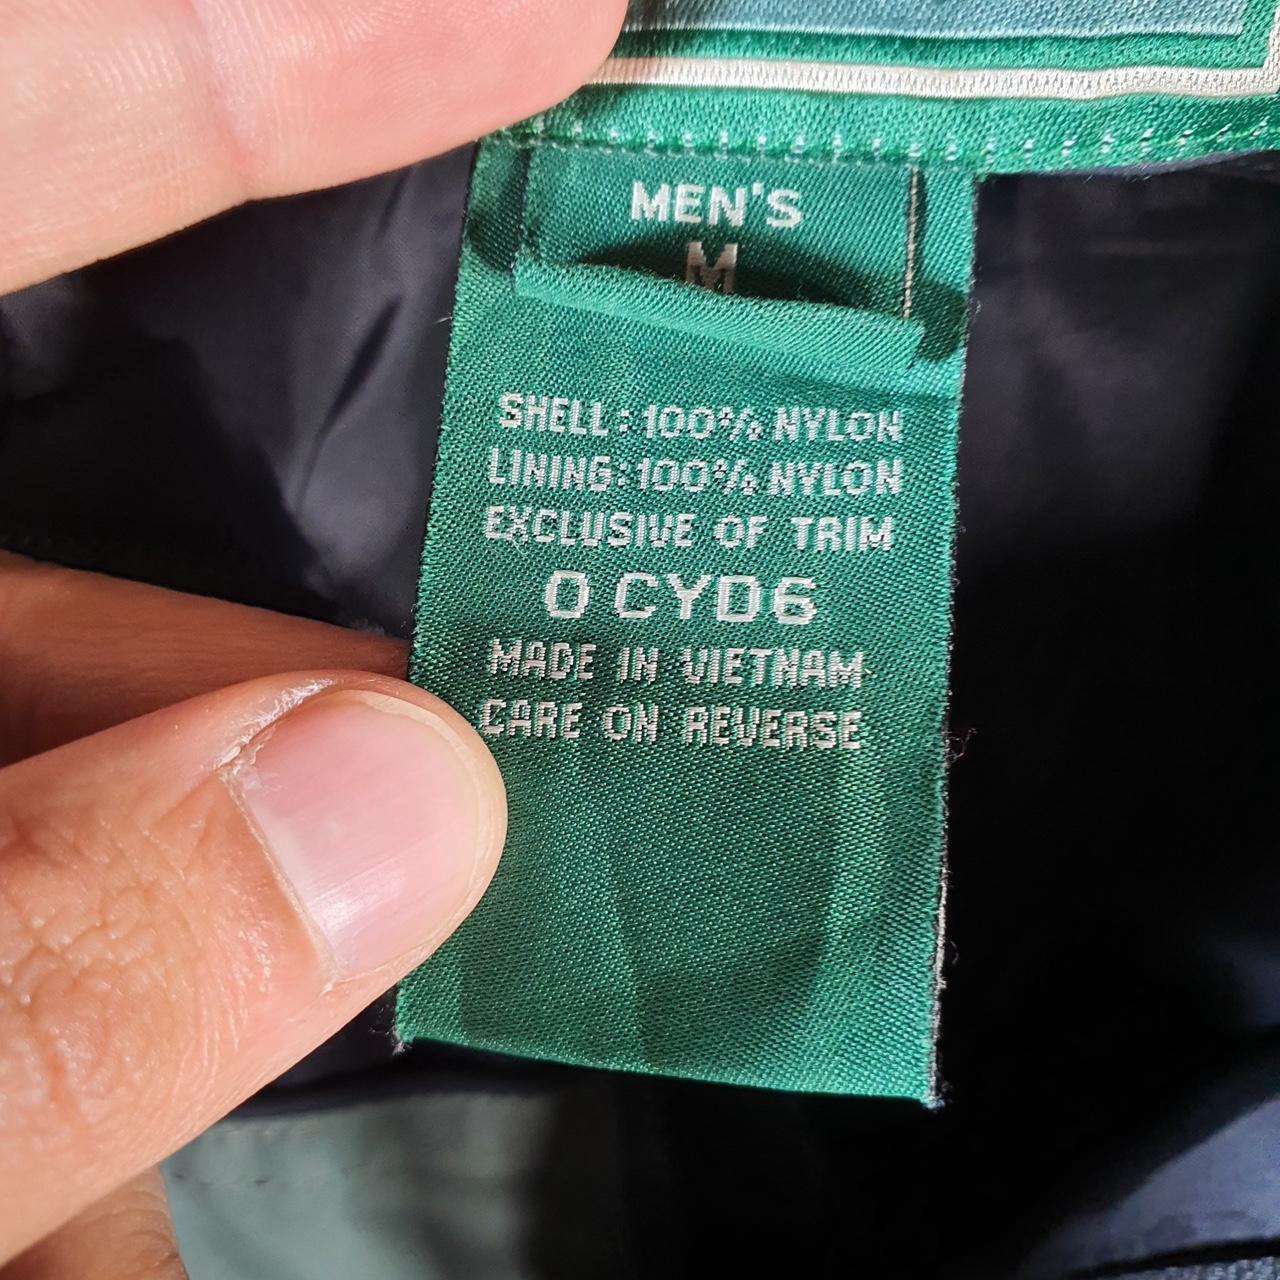 MEN'S
M
SHELL: 100% NYLON
LINING: 100% NYLON
EXCLUSIVE OF TRIM
0 CYD6
MADE IN VIETNAM
CARE ON REVERSE